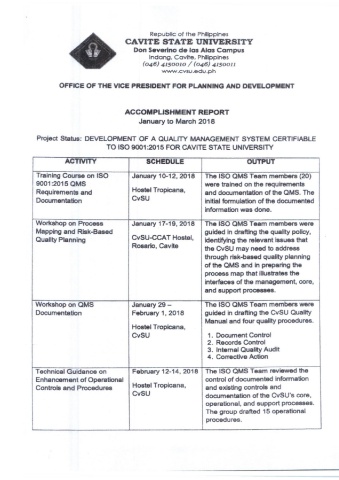 Republic of the Philippines
CAVITE STATE UNIVERSITY
Don Severino de las Alas Campus
Indang, Cavite, Philippines
(046) 4150010 / (046) 4150011
www.cvsu.edu.ph
OFFICE OF THE VICE PRESIDENT FOR PLANNING AND DEVELOPMENT
ACCOMPLISHMENT REPORT
January to March 2018
Project Status: DEVELOPMENT OF A QUALITY MANAGEMENT SYSTEM CERTIFIABLE
TO ISO 9001:2015 FOR CAVITE STATE UNIVERSITY
ACTIVITY SCHEDULE OUTPUT
Training Course on ISO
9001:2015 QMS
Requirements and
Documentation
January 10-12, 2018
Hostel Tropicana,
CvSU
The ISO QMS Team members (20)
were trained on the requirements
and documentation of the QMS. The
initial formulation of the documented
information was done.
Workshop on Process
Mapping and Risk-Based
Quality Planning
January 17-19, 2018
CvSU-CCAT Hostel,
Rosario, Cavite
The ISO QMS Team members were
guided in drafting the quality policy,
identifying the relevant issues that
the CvSU may need to address
through risk-based quality planning
of the QMS and in preparing the
process map that illustrates the
interfaces of the management, core,
and support processes.
Workshop on QMS
Documentation
January 29 –
February 1, 2018
Hostel Tropicana,
CvSU
The ISO QMS Team members were
guided in drafting the CvSU Quality
Manual and four quality procedures.
1. Document Control
2. Records Control
3. Internal Quality Audit
4. Corrective Action
Technical Guidance on
Enhancement of Operational
Controls and Procedures
February 12-14, 2018
Hostel Tropicana,
CvSU
The ISO QMS Team reviewed the
control of documented information
and existing controls and
documentation of the CvSU's core,
operational, and support processes.
The group drafted 15 operational
procedures.